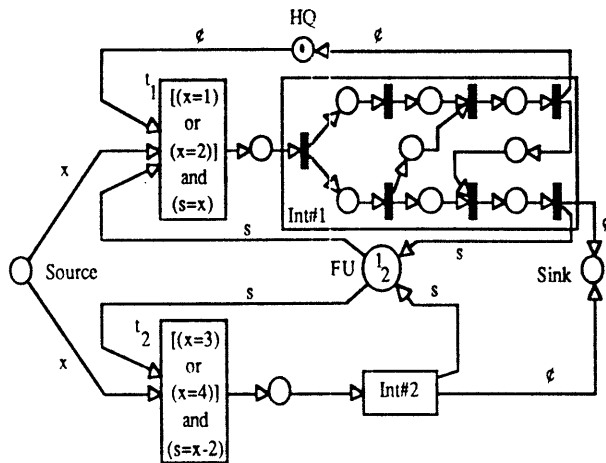 HQ
¢
¢
t1
[(x=1)
or
(x=2)]
and
(s=x)
x
Int#1
s
s
Source
FU
1
2
¢
Sink
s
s
x
t2
[(x=3)
or
(x=4)]
and
(s=x-2)
Int#2
¢